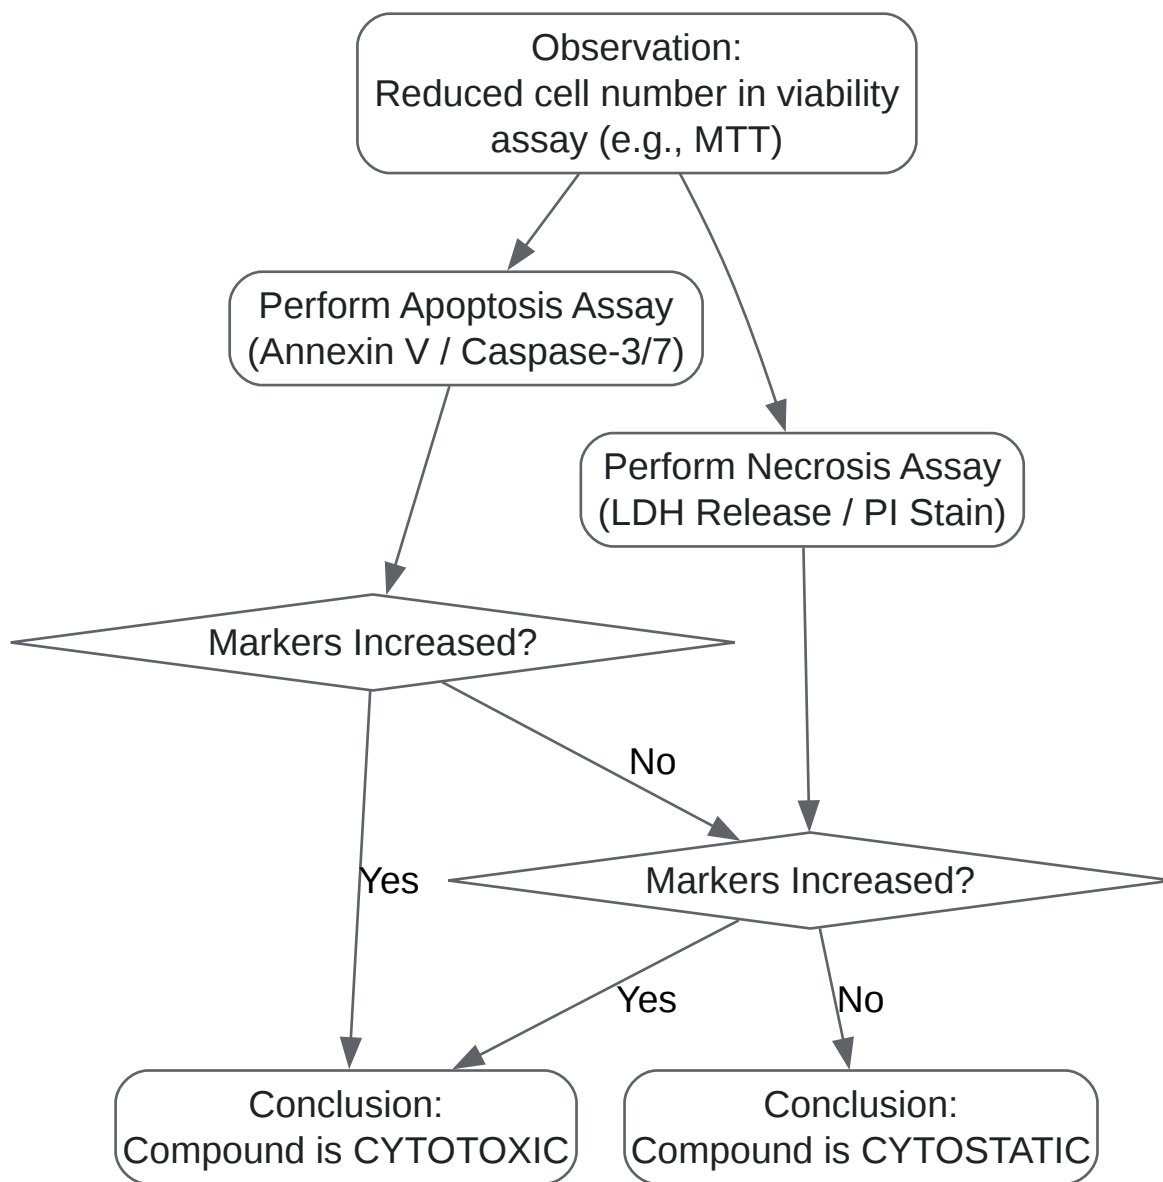 Observation:
Reduced cell number in viability
assay (e.g., MTT)
Perform Apoptosis Assay
(Annexin V / Caspase-3/7)
Perform Necrosis Assay
(LDH Release / PI Stain)
Markers Increased?
No
Yes
Markers Increased?
Yes
No
Conclusion:
Compound is CYTOTOXIC
Conclusion:
Compound is CYTOSTATIC